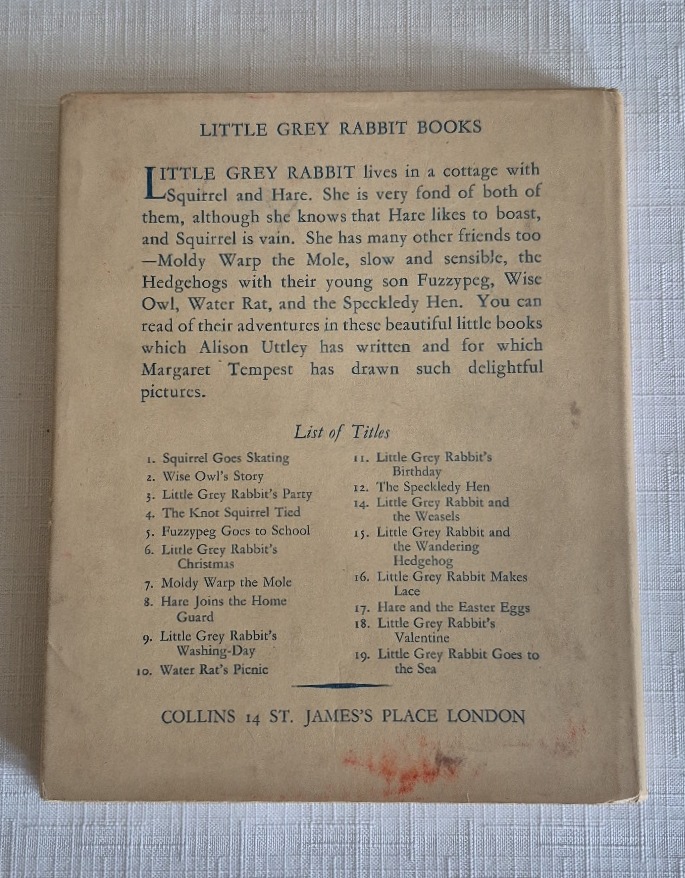 LITTLE GREY RABBIT BOOKS
LITTLE GREY RABBIT lives in a cottage with
Squirrel and Hare. She is very fond of both of
them, although she knows that Hare likes to boast,
and Squirrel is vain. She has many other friends too
—Moldy Warp the Mole, slow and sensible, the
Hedgehogs with their young son Fuzzypeg, Wise
Owl, Water Rat, and the Speckledy Hen. You can
read of their adventures in these beautiful little books
which Alison Uttley has written and for which
Margaret Tempest has drawn such delightful
pictures.
List of Titles
1. Squirrel Goes Skating
2. Wise Owl's Story
3. Little Grey Rabbit's Party
4. The Knot Squirrel Tied
5. Fuzzypeg Goes to School
6. Little Grey Rabbit's
Christmas
7. Moldy Warp the Mole
8. Hare Joins the Home
Guard
9. Little Grey Rabbit's
Washing-Day
10. Water Rat's Picnic
11. Little Grey Rabbit's
Birthday
12. The Speckledy Hen
14. Little Grey Rabbit and
the Weasels
15. Little Grey Rabbit and
the Wandering
Hedgehog
16. Little Grey Rabbit Makes
Lace
17. Hare and the Easter Eggs
18. Little Grey Rabbit's
Valentine
19. Little Grey Rabbit Goes to
the Sea
COLLINS 14 ST. JAMES'S PLACE LONDON